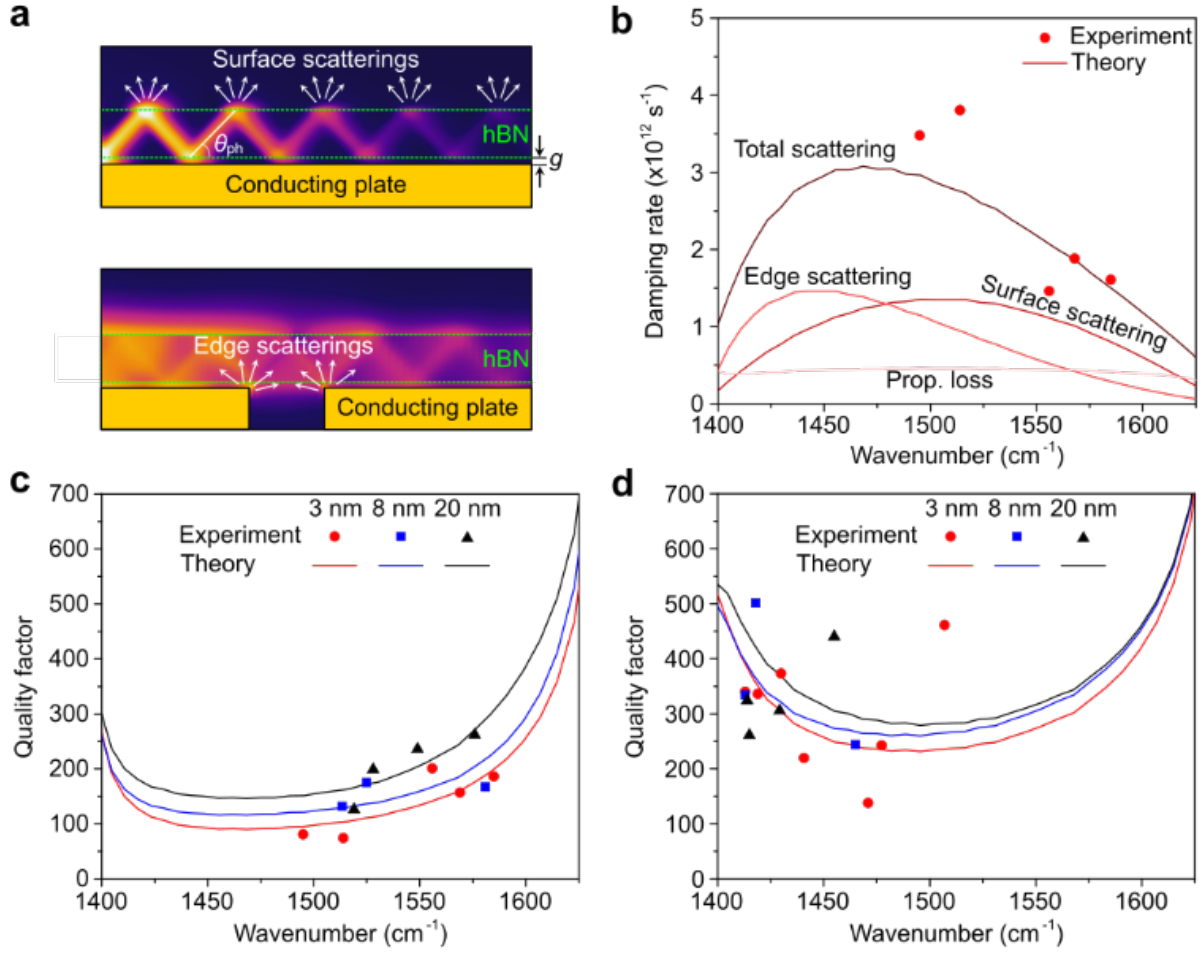 a
Surface scatterings
hBN
θph
g
Conducting plate
Edge scatterings
hBN
Conducting plate
b
Experiment
Theory
Total scattering
Edge scattering
Surface scattering
Prop. loss
Damping rate (x10¹² s⁻¹)
5
4
3
2
1
0
1400 1450 1500 1550 1600
Wavenumber (cm⁻¹)
c
3 nm 8 nm 20 nm
Experiment
Theory
Quality factor
700
600
500
400
300
200
100
0
1400 1450 1500 1550 1600
Wavenumber (cm⁻¹)
d
3 nm 8 nm 20 nm
Experiment
Theory
Quality factor
700
600
500
400
300
200
100
0
1400 1450 1500 1550 1600
Wavenumber (cm⁻¹)